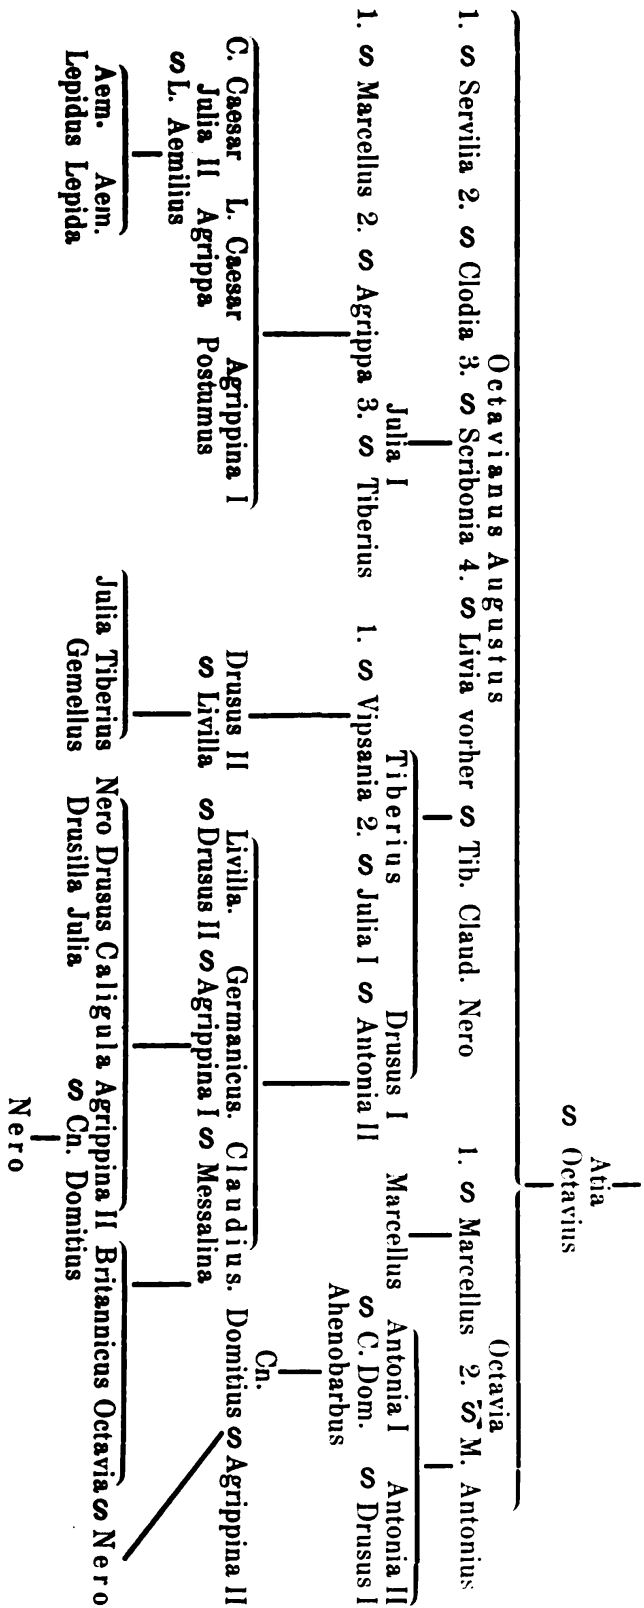 Atia
∽ Octavius
Octavianus Augustus Octavia
1. ∽ Servilia 2. ∽ Clodia 3. ∽ Scribonia 4. ∽ Livia vorher ∽ Tib. Claud. Nero 1. ∽ Marcellus 2. ∽ M. Antonius
Julia I Tiberius Drusus I Marcellus Antonia I Antonia II
1. ∽ Marcellus 2. ∽ Agrippa 3. ∽ Tiberius 1. ∽ Vipsania 2. ∽ Julia I ∽ Antonia II ∽ C. Dom. ∽ Drusus I
Ahenobarbus
Cn.
C. Caesar L. Caesar Agrippina I Drusus II Livilla. Germanicus. Claudius. Domitius ∽ Agrippina II
Julia II Agrippa Postumus ∽ Livilla ∽ Drusus II ∽ Agrippina I ∽ Messalina
∽ L. Aemilius
Aem. Aem. Julia Tiberius Nero Drusus Caligula Agrippina II Britannicus Octavia ∽ Nero
Lepidus Lepida Gemellus Drusilla Julia ∽ Cn. Domitius
Nero